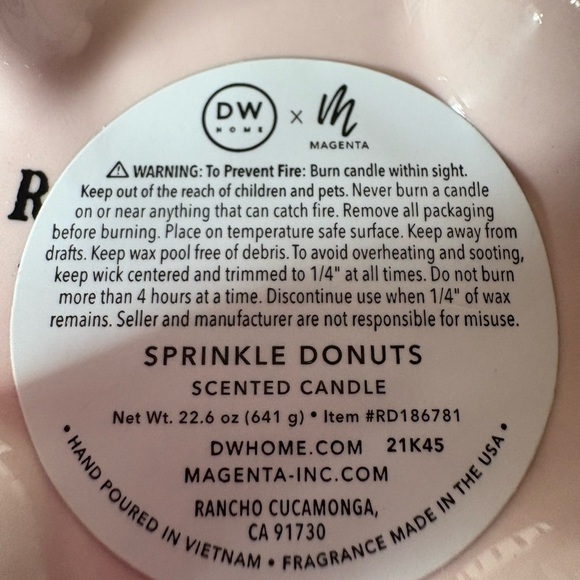 DW
HOME
x
M
MAGENTA
⚠ WARNING: To Prevent Fire: Burn candle within sight.
Keep out of the reach of children and pets. Never burn a candle
on or near anything that can catch fire. Remove all packaging
before burning. Place on temperature safe surface. Keep away from
drafts. Keep wax pool free of debris. To avoid overheating and sooting,
keep wick centered and trimmed to 1/4" at all times. Do not burn
more than 4 hours at a time. Discontinue use when 1/4" of wax
remains. Seller and manufacturer are not responsible for misuse.
SPRINKLE DONUTS
SCENTED CANDLE
Net Wt. 22.6 oz (641 g) • Item #RD186781
DWHOME.COM 21K45
MAGENTA-INC.COM
RANCHO CUCAMONGA,
CA 91730
• HAND POURED IN VIETNAM • FRAGRANCE MADE IN THE USA •
R